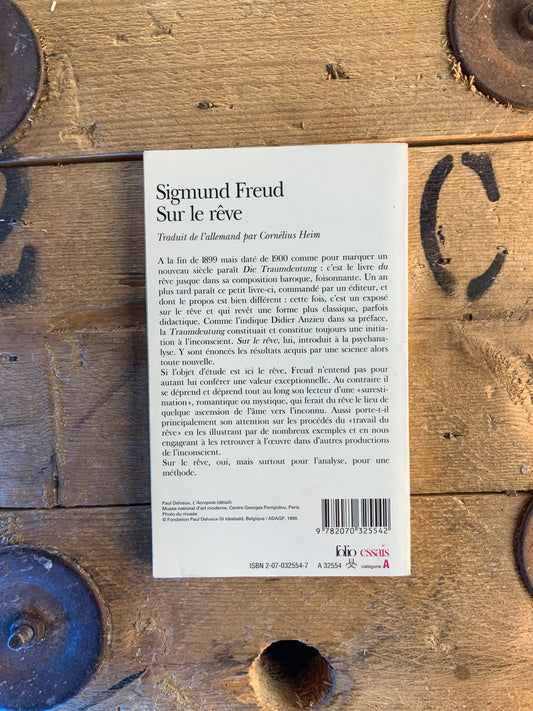 Sigmund Freud
Sur le rêve
Traduit de l'allemand par Cornélius Heim
A la fin de 1899 mais daté de 1900 comme pour marquer un
nouveau siècle paraît Die Traumdeutung : c'est le livre du
rêve jusque dans sa composition baroque, foisonnante. Un an
plus tard paraît ce petit livre-ci, commandé par un éditeur, et
dont le propos est bien différent : cette fois, c'est un exposé
sur le rêve et qui revêt une forme plus classique, parfois
didactique. Comme l'indique Didier Anzieu dans sa préface,
la Traumdeutung constituait et constitue toujours une initia-
tion à l'inconscient. Sur le rêve, lui, introduit à la psychana-
lyse. Y sont énoncés les résultats acquis par une science alors
toute nouvelle.
Si l'objet d'étude est ici le rêve, Freud n'entend pas pour
autant lui conférer une valeur exceptionnelle. Au contraire il
se déprend et déprend tout au long son lecteur d'une « suresti-
mation », romantique ou mystique, qui ferait du rêve le lieu de
quelque ascension de l'âme vers l'inconnu. Aussi porte-t-il
principalement son attention sur les procédés du « travail du
rêve » en les illustrant par de nombreux exemples et en nous
engageant à les retrouver à l'œuvre dans d'autres productions
de l'inconscient.
Sur le rêve, oui, mais surtout pour l'analyse, pour une
méthode.
Paul Delvaux, L'Acropole (détail).
Musée national d'art moderne, Centre Georges Pompidou, Paris.
Photo du musée
© Fondation Paul Delvaux-St Idesbald, Belgique / ADAGP, 1999.
9 782070 325542
folio essais
ISBN 2-07-032554-7 A 32554 catégorie A